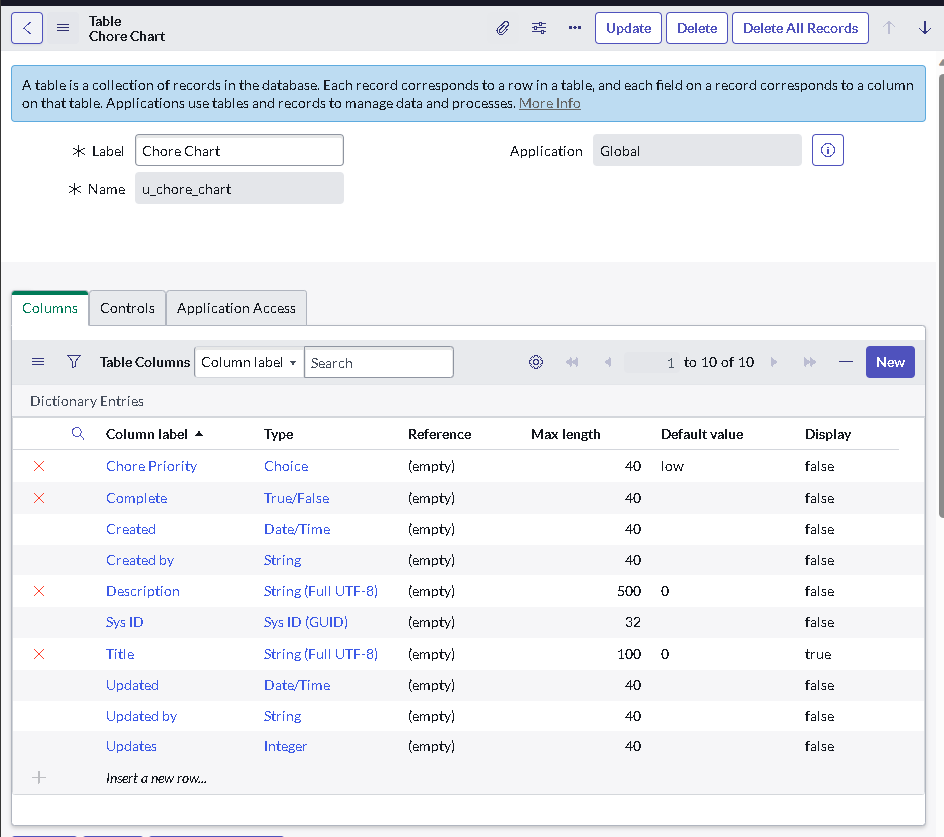 Table
Chore Chart
Update
Delete
Delete All Records
A table is a collection of records in the database. Each record corresponds to a row in a table, and each field on a record corresponds to a column
on that table. Applications use tables and records to manage data and processes. More Info
Label Chore Chart Application Global
Name u_chore_chart
Columns Controls Application Access
Table Columns Column label Search 1 to 10 of 10 New
Dictionary Entries
Column label Type Reference Max length Default value Display
Chore Priority Choice (empty) 40 low false
Complete True/False (empty) 40 false
Created Date/Time (empty) 40 false
Created by String (empty) 40 false
Description String (Full UTF-8) (empty) 500 0 false
Sys ID Sys ID (GUID) (empty) 32 false
Title String (Full UTF-8) (empty) 100 0 true
Updated Date/Time (empty) 40 false
Updated by String (empty) 40 false
Updates Integer (empty) 40 false
Insert a new row...